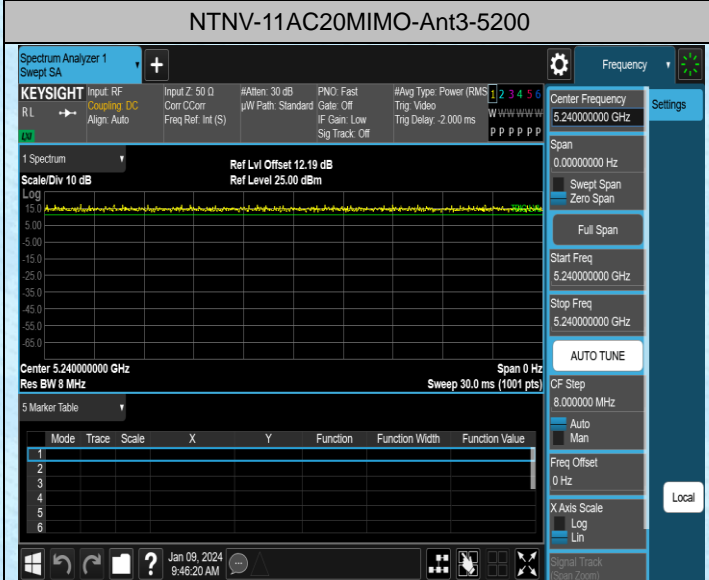 NTNV-11AC20MIMO-Ant3-5200
Spectrum Analyzer 1
Swept SA
+
Frequency
KEYSIGHT
RL
LXI
Input: RF
Coupling: DC
Align: Auto
Input Z: 50 Ω
Corr CCorr
Freq Ref: Int (S)
#Atten: 30 dB
µW Path: Standard
PNO: Fast
Gate: Off
IF Gain: Low
Sig Track: Off
#Avg Type: Power (RMS
Trig: Video
Trig Delay: -2.000 ms
1 2 3 4 5 6
W W W W W W
P P P P P P
Center Frequency
5.240000000 GHz
Settings
Span
0.00000000 Hz
Swept Span
Zero Span
Full Span
Start Freq
5.240000000 GHz
Stop Freq
5.240000000 GHz
AUTO TUNE
CF Step
8.000000 MHz
Auto
Man
Freq Offset
0 Hz
X Axis Scale
Log
Lin
Signal Track
(Span Zoom)
Local
1 Spectrum
Scale/Div 10 dB
Ref Lvl Offset 12.19 dB
Ref Level 25.00 dBm
Log
15.0
5.00
-5.00
-15.0
-25.0
-35.0
-45.0
-55.0
-65.0
Center 5.240000000 GHz
Span 0 Hz
Res BW 8 MHz
Sweep 30.0 ms (1001 pts)
5 Marker Table
Mode Trace Scale X Y Function Function Width Function Value
1
2
3
4
5
6
?
Jan 09, 2024
9:46:20 AM